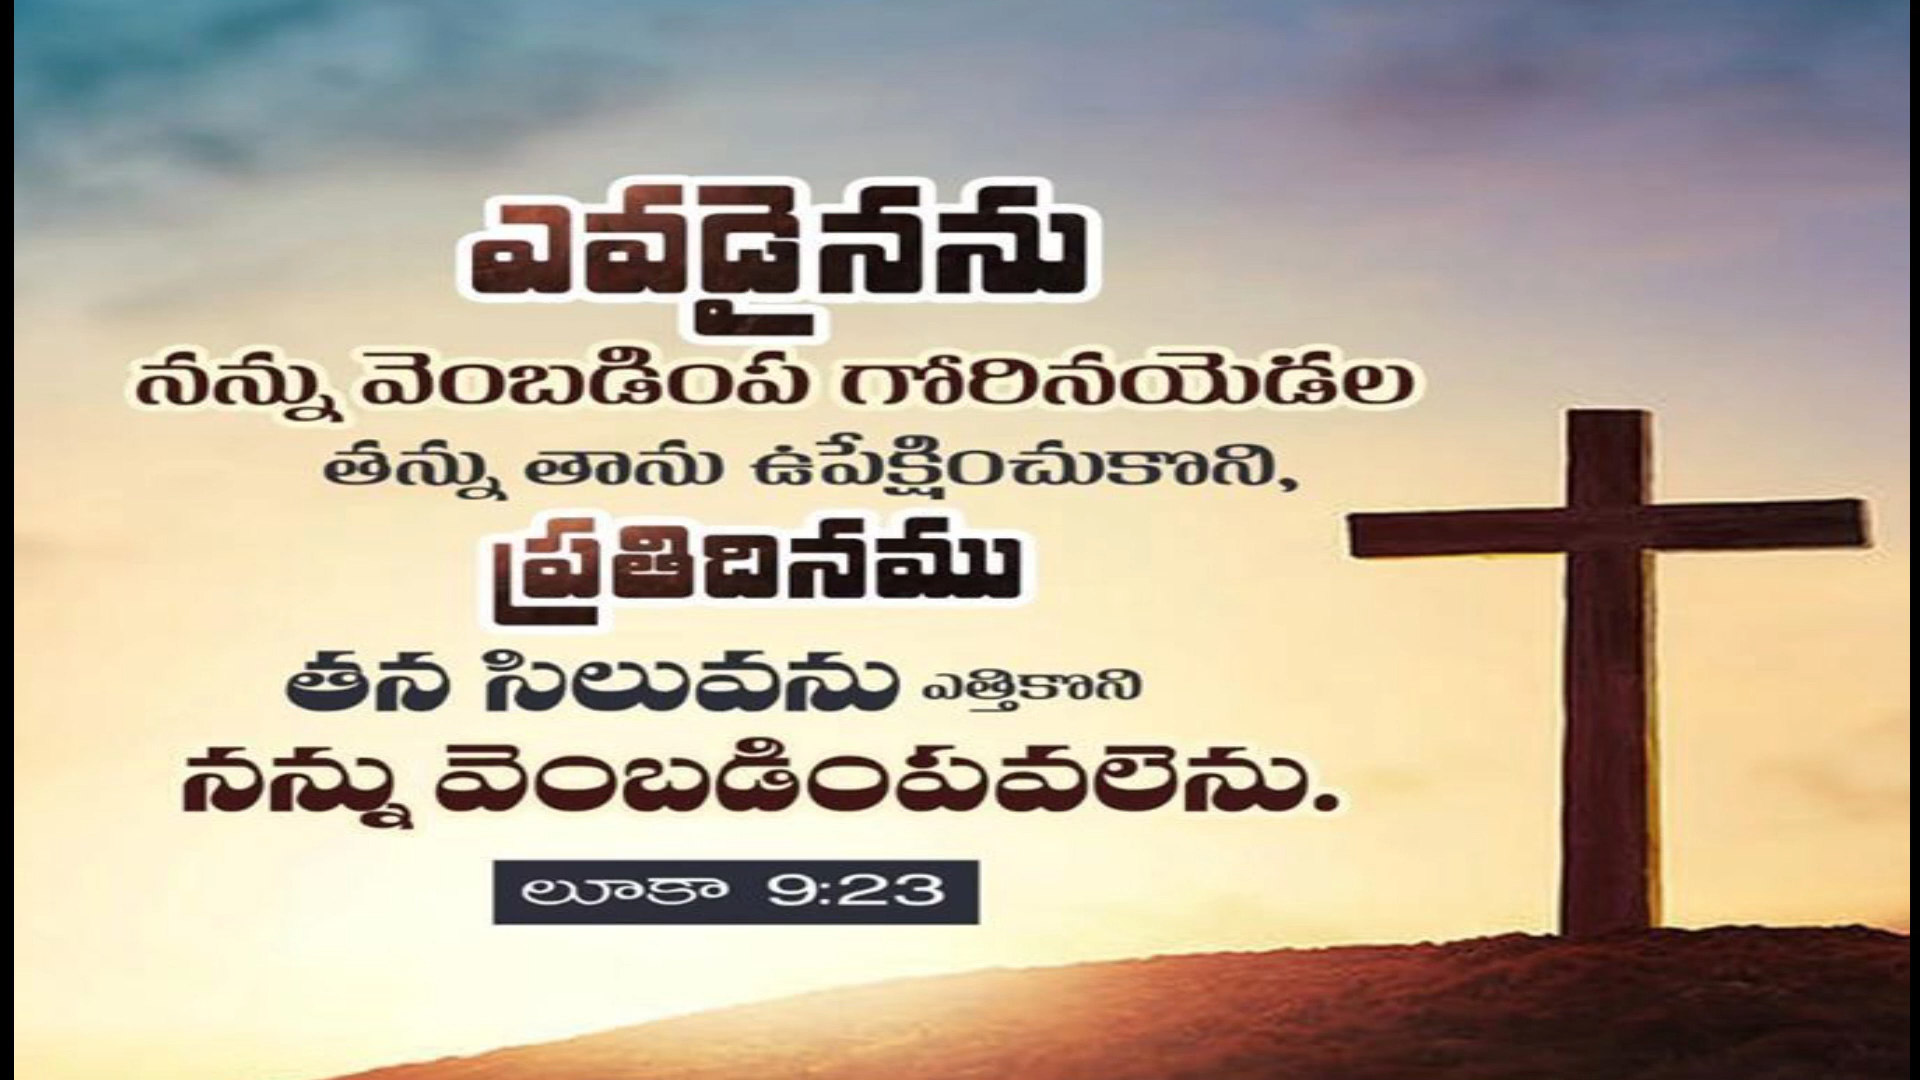 ఎవడైనను
నన్ను వెంబడింప గోరినయెడల
తన్ను తాను ఉపేక్షించుకొని,
ప్రతిదినము
తన సిలువను ఎత్తికొని
నన్ను వెంబడింపవలెను.
లూకా 9:23